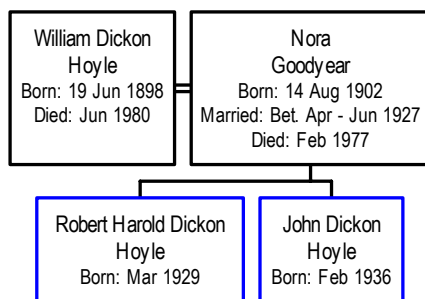 William Dickon
Hoyle
Born: 19 Jun 1898
Died: Jun 1980
Nora
Goodyear
Born: 14 Aug 1902
Married: Bet. Apr - Jun 1927
Died: Feb 1977
Robert Harold Dickon
Hoyle
Born: Mar 1929
John Dickon
Hoyle
Born: Feb 1936